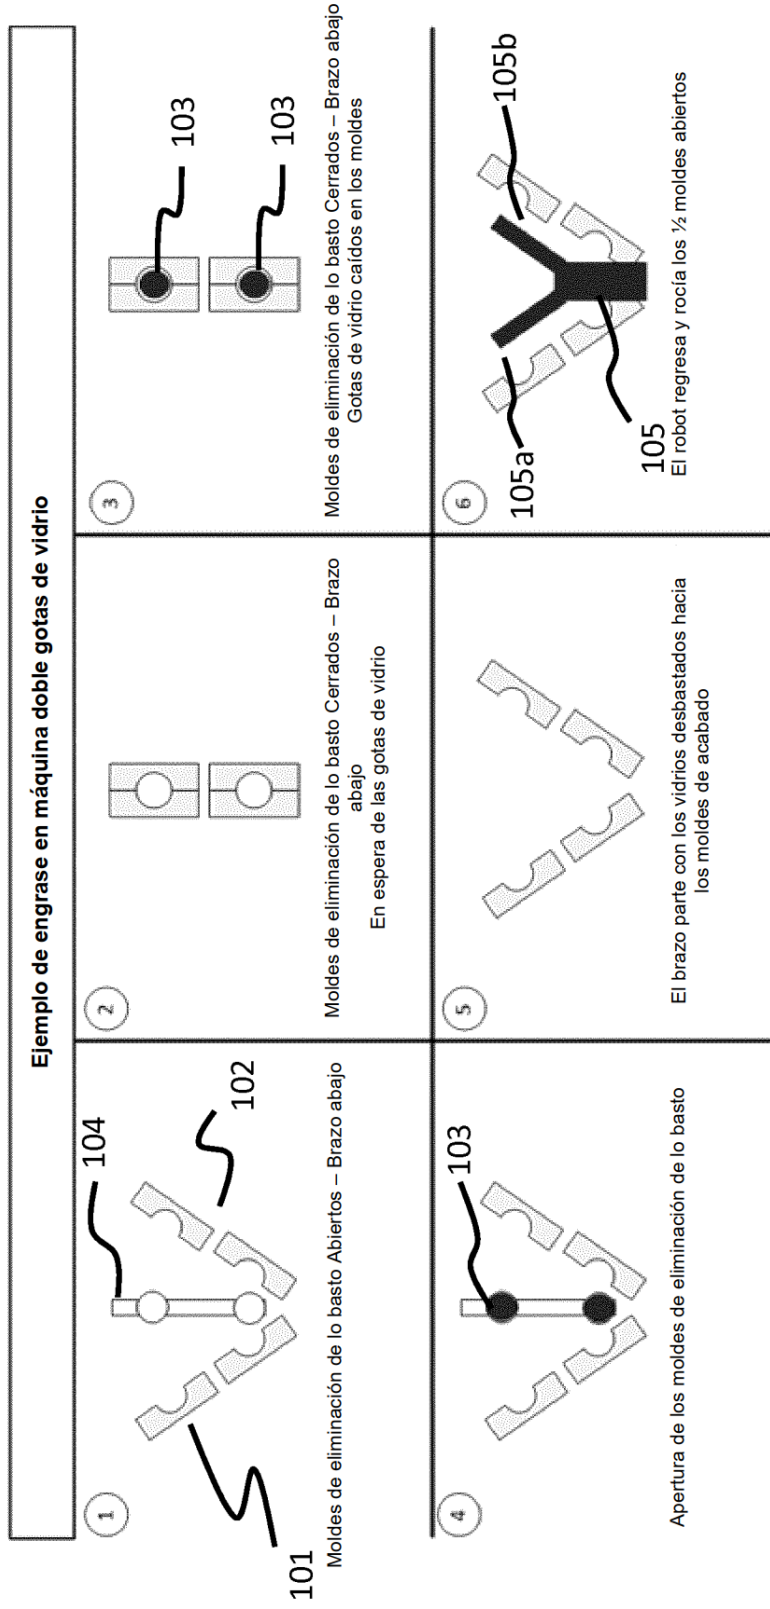 Ejemplo de engrase en máquina doble gotas de vidrio
1
104
102
101
Moldes de eliminación de lo basto Abiertos – Brazo abajo
2
Moldes de eliminación de lo basto Cerrados – Brazo
abajo
En espera de las gotas de vidrio
3
103
103
Moldes de eliminación de lo basto Cerrados – Brazo abajo
Gotas de vidrio caídos en los moldes
4
103
Apertura de los moldes de eliminación de lo basto
5
El brazo parte con los vidrios desbastados hacia
los moldes de acabado
6
105b
105a
105
El robot regresa y rocía los ½ moldes abiertos